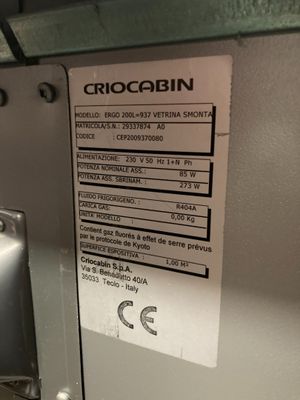 CRIOCABIN
MODELLO: ERGO 200L=937 VETRINA SMONTA
MATRICOLA/S.N.: 29337874 A0
CODICE: CEP2009370080
ALIMENTAZIONE: 230 V 50 Hz 1+N Ph
POTENZA NOMINALE ASS.: 85 W
POTENZA ASS. SBRINAM.: 273 W
FLUIDO FRIGORIGENO.: R404A
CARICA GAS: 0,00 Kg
UNITA' MODELLO :
Contient gaz fluorés à effet de serre prévus
par le protocole de Kyoto
SUPERFICE ESPOSITIVA : 1,00 M²
Criocabin S.p.A.
Via S. Benedetto 40/A
35033 Teolo - Italy
CE